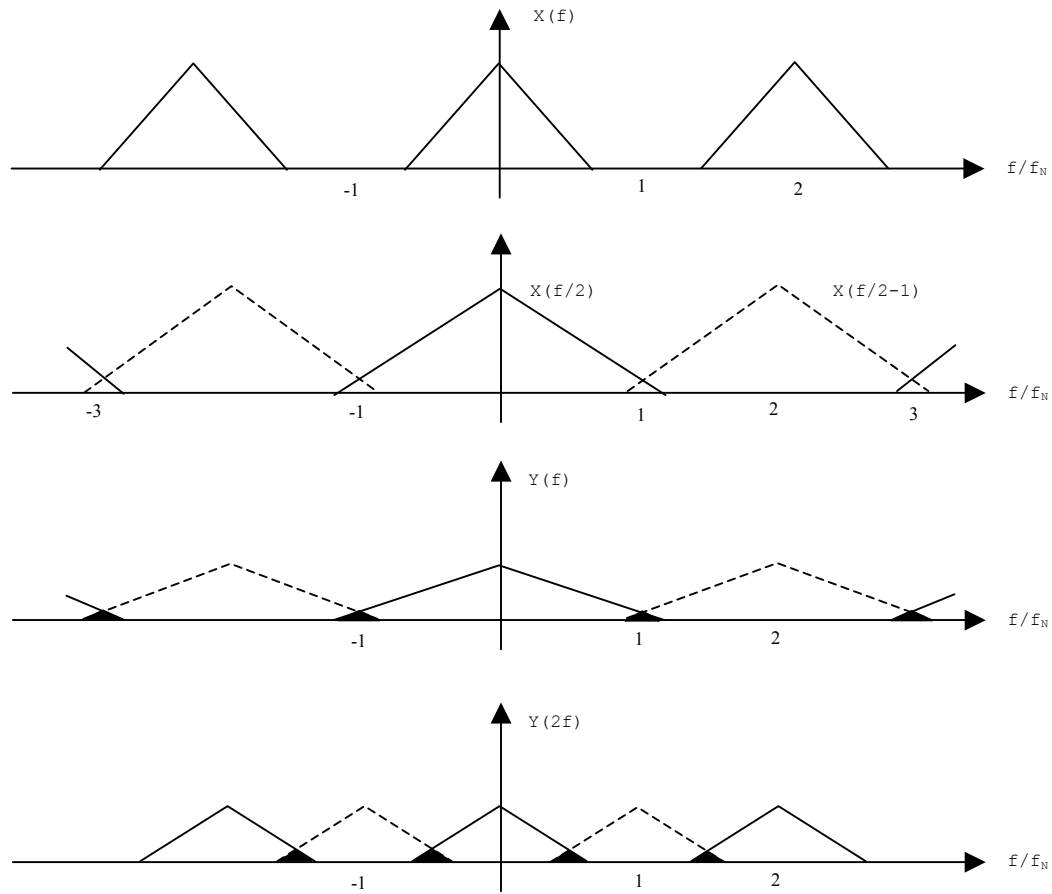 X(f)
-1 1 2 f/fN
X(f/2) X(f/2-1)
-3 -1 1 2 3 f/fN
Y(f)
-1 1 2 f/fN
Y(2f)
-1 1 2 f/fN